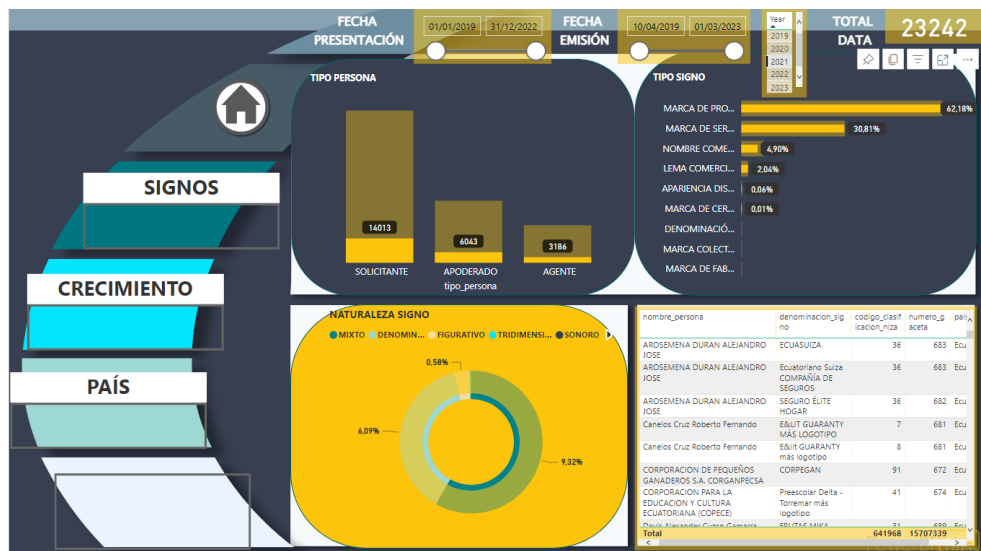 FECHA
PRESENTACIÓN
01/01/2019 31/12/2022
FECHA
EMISIÓN
10/04/2019 01/03/2023
Year
2019
2020
2021
2022
2023
TOTAL
DATA
23242
SIGNOS
CRECIMIENTO
PAÍS
TIPO PERSONA
14013
6043
3186
SOLICITANTE APODERADO AGENTE
tipo_persona
TIPO SIGNO
MARCA DE PRO... 62,18%
MARCA DE SER... 30,81%
NOMBRE COME... 4,90%
LEMA COMERCI... 2,04%
APARIENCIA DIS... 0,06%
MARCA DE CER... 0,01%
DENOMINACIÓ...
MARCA COLECT...
MARCA DE FAB...
NATURALEZA SIGNO
MIXTO DENOMIN... FIGURATIVO TRIDIMENSI... SONORO
0,58%
6,09%
9,32%
nombre_persona denominacion_sig codigo_clasif numero_g país
no icacion_niza aceta
AROSEMENA DURAN ALEJANDRO ECUASUIZA 36 683 Ecu
JOSE
AROSEMENA DURAN ALEJANDRO Ecuatoriano Suiza 36 683 Ecu
JOSE COMPAÑÍA DE
SEGUROS
AROSEMENA DURAN ALEJANDRO SEGURO ÉLITE 36 682 Ecu
JOSE HOGAR
Canelos Cruz Roberto Fernando E&LIT GUARANTY 7 681 Ecu
MÁS LOGOTIPO
Canelos Cruz Roberto Fernando E&lit GUARANTY 8 681 Ecu
más logotipo
CORPORACION DE PEQUEÑOS CORPEGAN 91 672 Ecu
GANADEROS S.A. CORGANPECSA
CORPORACION PARA LA Preescolar Delta - 41 674 Ecu
EDUCACION Y CULTURA Torremar más
ECUATORIANA (COPECE) logotipo
Total 641968 15707339